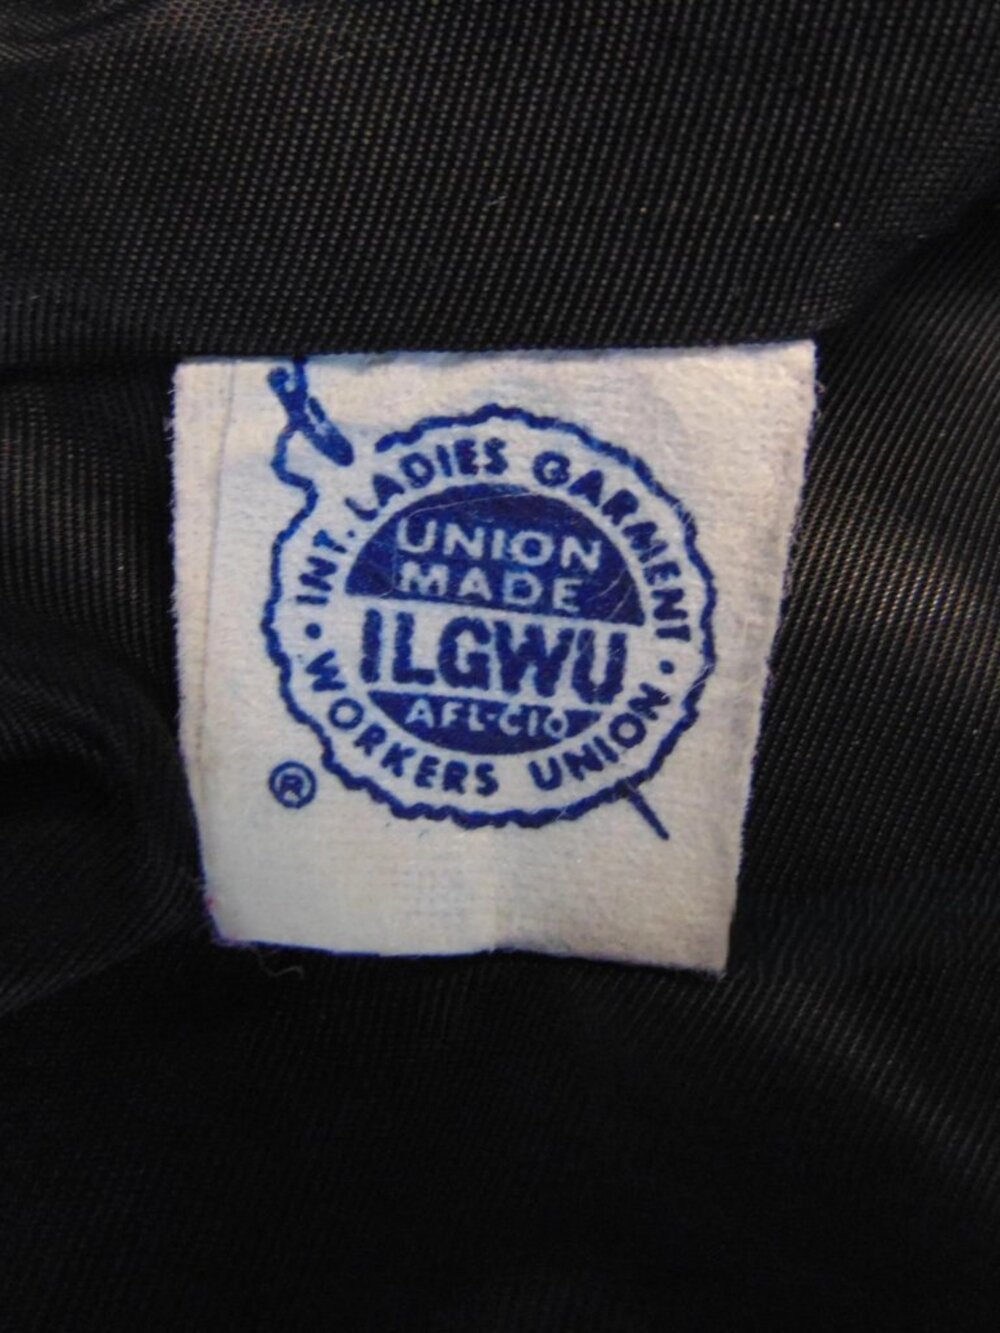 INT. LADIES GARMENT
UNION
MADE
ILGWU
AFL-CIO
• WORKERS UNION •
®